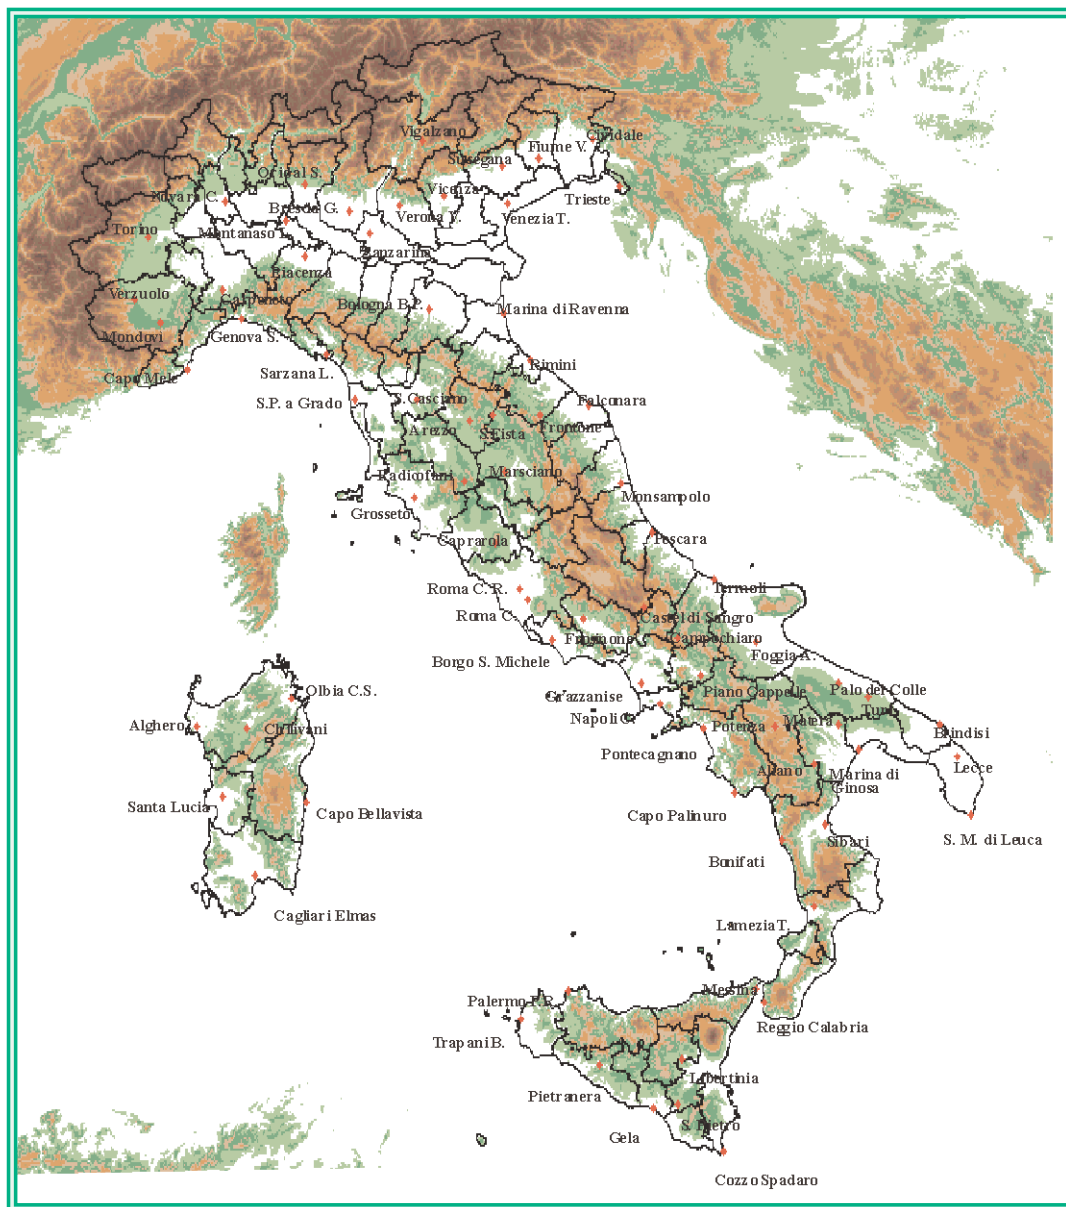 Vigalzano
Cividale
Fiume V.
Susegana
Vicenza
Novara C.
Brescia G.
Verona V.
Venezia T.
Trieste
Torino
Montanaso L.
Zanzarina
Piacenza
Verzuolo
Carpeneto
Bologna B.P.
Marina di Ravenna
Mondovi
Genova S.
Capo Mele
Sarzana L.
Rimini
S.P. a Grado
S.Casciano
Falconara
Arezzo
Frontone
Radicofani
Marsciano
Monsampolo
Grosseto
Caprarola
Pescara
Roma C. R.
Termoli
Roma C.
Castel di Sangro
Frosinone
Campochiaro
Borgo S. Michele
Foggia A.
Grazzanise
Piano Cappelle
Palo del Colle
Olbia C.S.
Napoli C.
Turi
Alghero
Chilivani
Potenza
Matera
Brindisi
Pontecagnano
Aliano
Marina di
Ginosa
Lecce
Santa Lucia
Capo Bellavista
Capo Palinuro
Sibari
S. M. di Leuca
Bonifati
Cagliari Elmas
Lamezia T.
Messina
Palermo P.R.
Reggio Calabria
Trapani B.
Libertinia
Pietranera
S. Pietro
Gela
Cozzo Spadaro